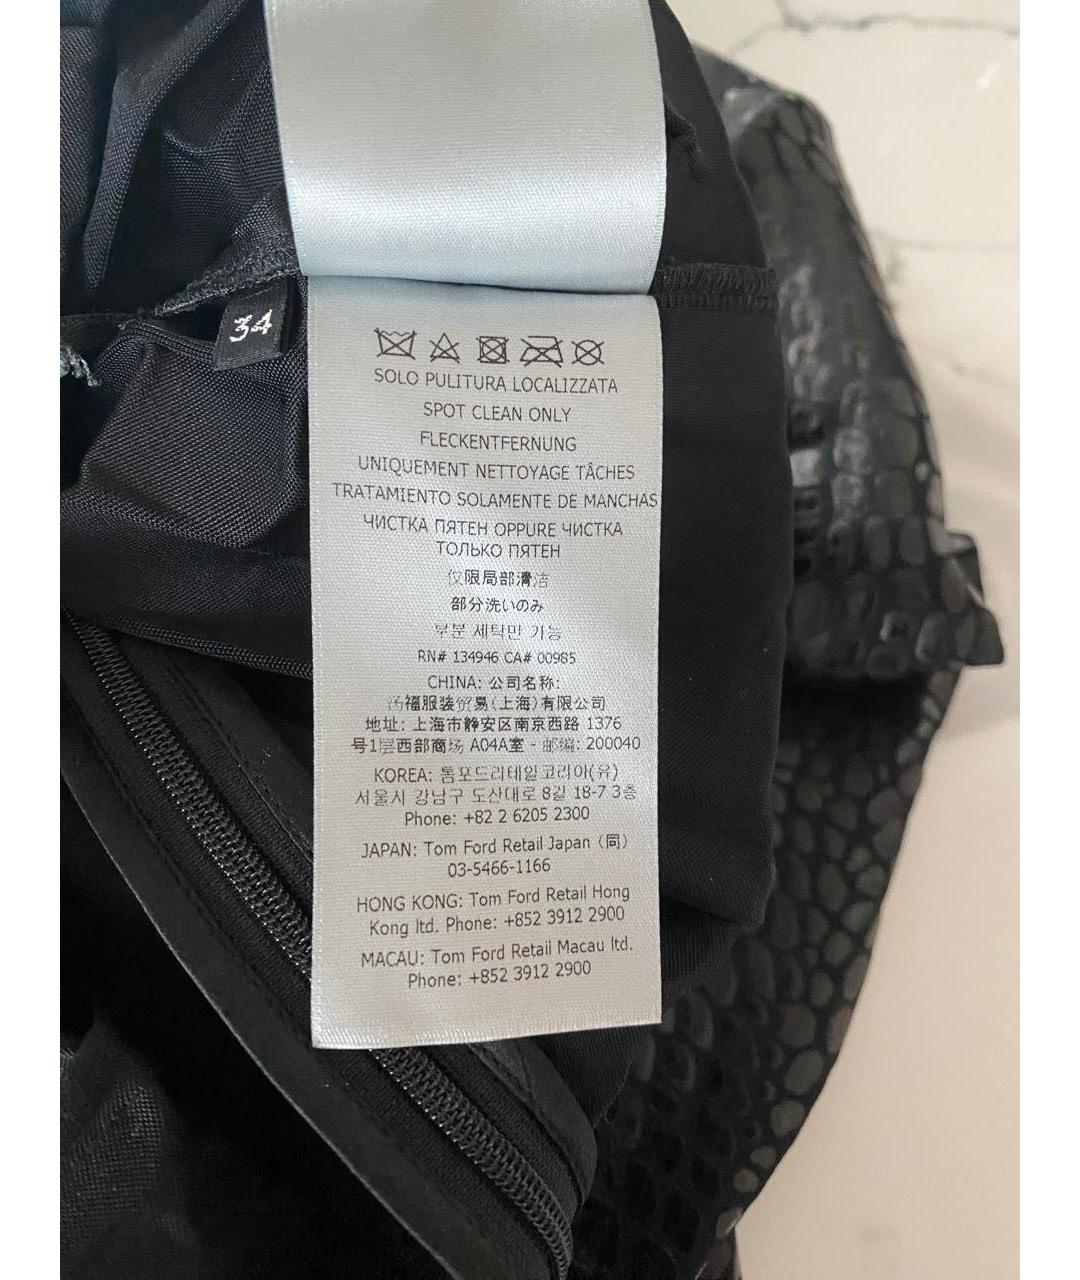 34
SOLO PULITURA LOCALIZZATA
SPOT CLEAN ONLY
FLECKENTFERNUNG
UNIQUEMENT NETTOYAGE TÂCHES
TRATAMIENTO SOLAMENTE DE MANCHAS
ЧИСТКА ПЯТЕН OPPURE ЧИСТКА
ТОЛЬКО ПЯТЕН
仅限局部清洁
部分洗いのみ
부분 세탁만 가능
RN# 134946 CA# 00985
CHINA: 公司名称:
汤福服装贸易(上海)有限公司
地址: 上海市静安区南京西路 1376
号1层西部商场 A04A室 - 邮编: 200040
KOREA: 톰포드리테일코리아(유)
서울시 강남구 도산대로 8길 18-7 3층
Phone: +82 2 6205 2300
JAPAN: Tom Ford Retail Japan (同)
03-5466-1166
HONG KONG: Tom Ford Retail Hong
Kong ltd. Phone: +852 3912 2900
MACAU: Tom Ford Retail Macau ltd.
Phone: +852 3912 2900